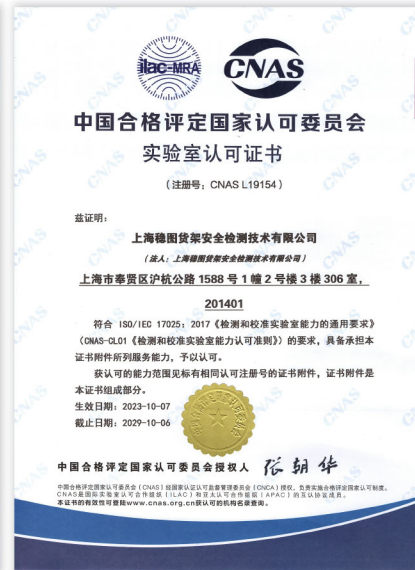 ilac-MRA
CNAS
中国合格评定国家认可委员会
实验室认可证书
（注册号：CNAS L19154）
兹证明：
上海稳图货架安全检测技术有限公司
（法人：上海稳图货架安全检测技术有限公司）
上海市奉贤区沪杭公路 1588 号 1 幢 2 号楼 3 楼 306 室，
201401
符合 ISO/IEC 17025：2017《检测和校准实验室能力的通用要求》
（CNAS-CL01《检测和校准实验室能力认可准则》）的要求，具备承担本
证书附件所列服务能力，予以认可。
获认可的能力范围见标有相同认可注册号的证书附件，证书附件是
本证书组成部分。
生效日期：2023-10-07
截止日期：2029-10-06
中国合格评定国家认可委员会授权人 张朝华
中国合格评定国家认可委员会（CNAS）经国家认证认可监督管理委员会（CNCA）授权，负责实施合格评定国家认可制度。
CNAS是国际实验室认可合作组织（ILAC）和亚太认可合作组织（APAC）的互认协议成员。
本证书的有效性可登陆www.cnas.org.cn获认可的机构名录查询。